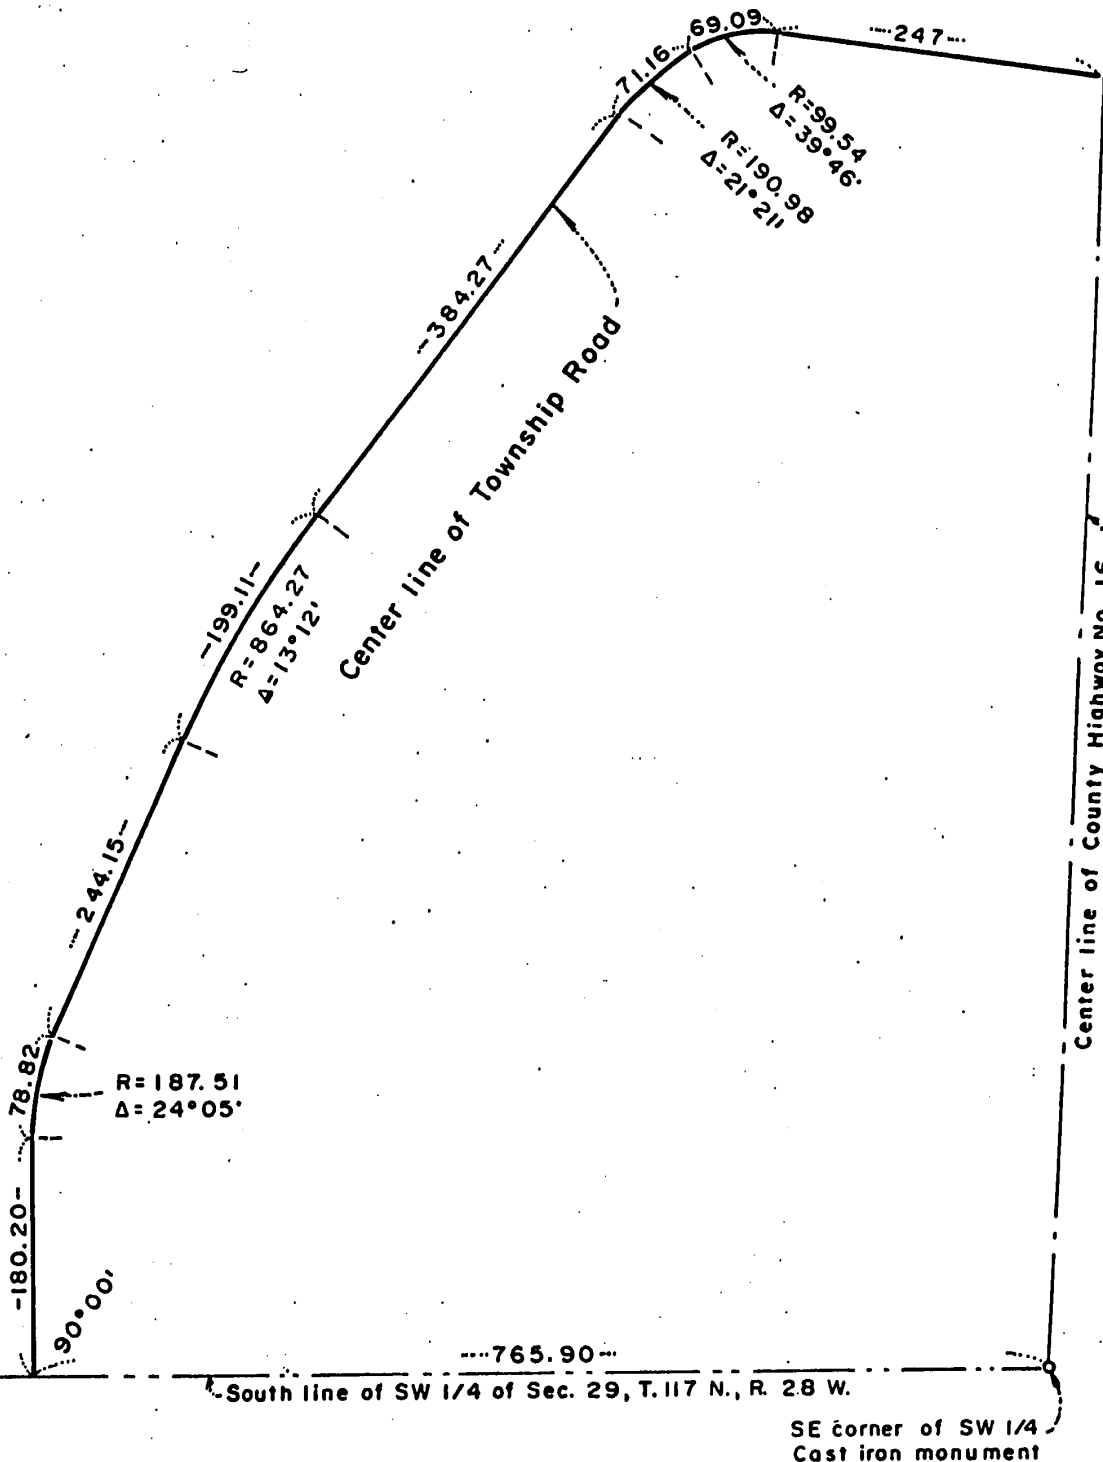 69.09
247
71.16
R=99.54
Δ=39°46'
R=190.98
Δ=21°21'
384.27
Center line of Township Road
199.11
R=864.27
Δ=13°12'
Center line of County Highway No. 16
244.15
78.82
R=187.51
Δ=24°05'
180.20
90°00'
765.90
South line of SW 1/4 of Sec. 29, T. 117 N., R. 28 W.
SE corner of SW 1/4
Cast iron monument